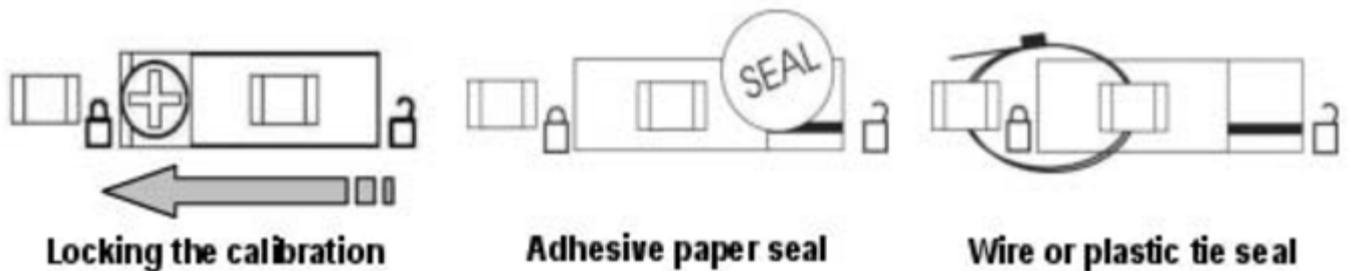 SEAL
Locking the calibration
Adhesive paper seal
Wire or plastic tie seal